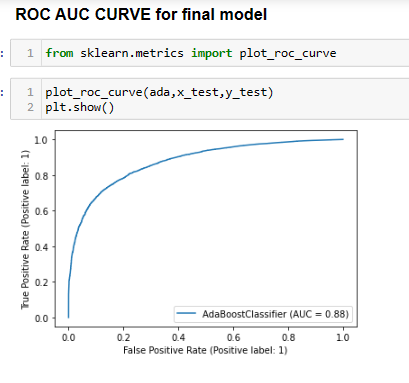 ROC AUC CURVE for final model
: 1 from sklearn.metrics import plot_roc_curve
: 1 plot_roc_curve(ada,x_test,y_test)
2 plt.show()
1.0
0.8
0.6
0.4
0.2
0.0
True Positive Rate (Positive label: 1)
AdaBoostClassifier (AUC = 0.88)
0.0 0.2 0.4 0.6 0.8 1.0
False Positive Rate (Positive label: 1)